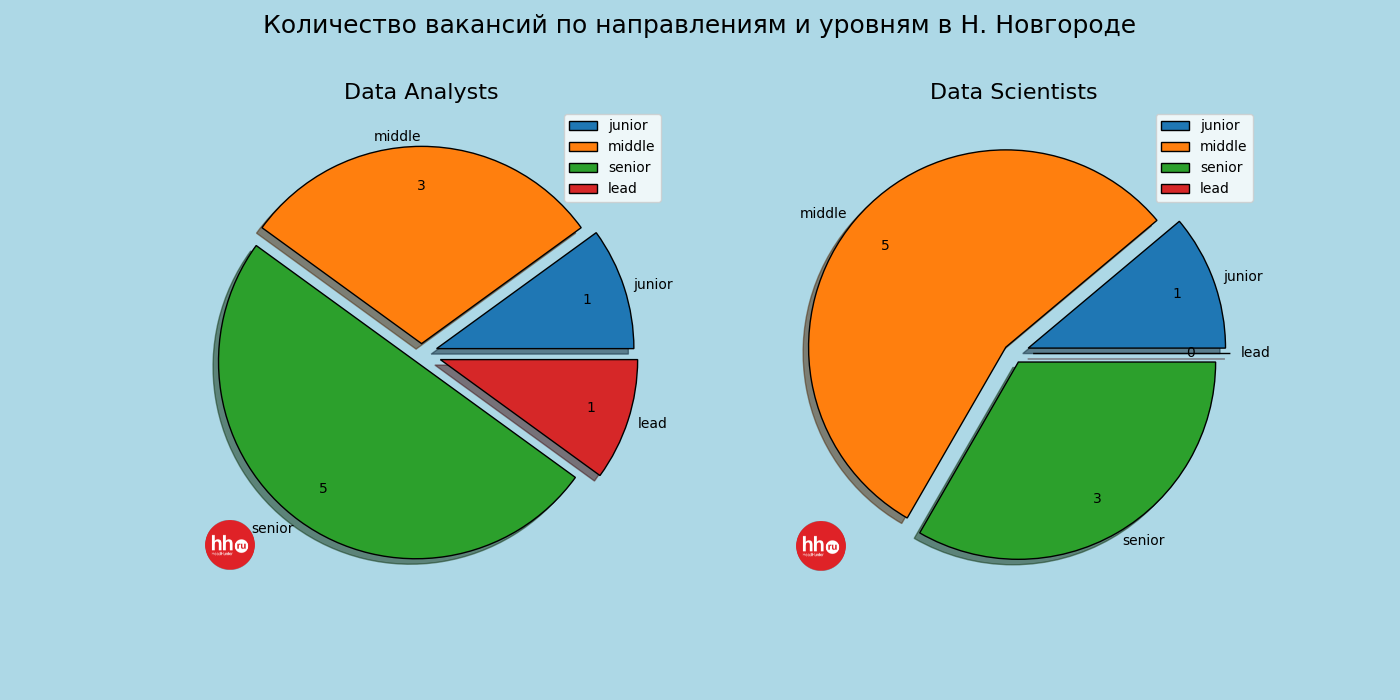 Количество вакансий по направлениям и уровням в Н. Новгороде
Data Analysts
junior
middle
senior
lead
middle
3
junior
1
1
lead
5
senior
hh ru
Data Scientists
junior
middle
senior
lead
middle
5
junior
1
0
lead
3
senior
hh ru